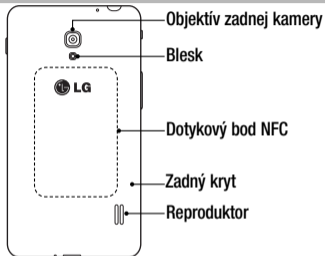 Objektív zadnej kamery
Blesk
LG
Dotykový bod NFC
Zadný kryt
Reproduktor